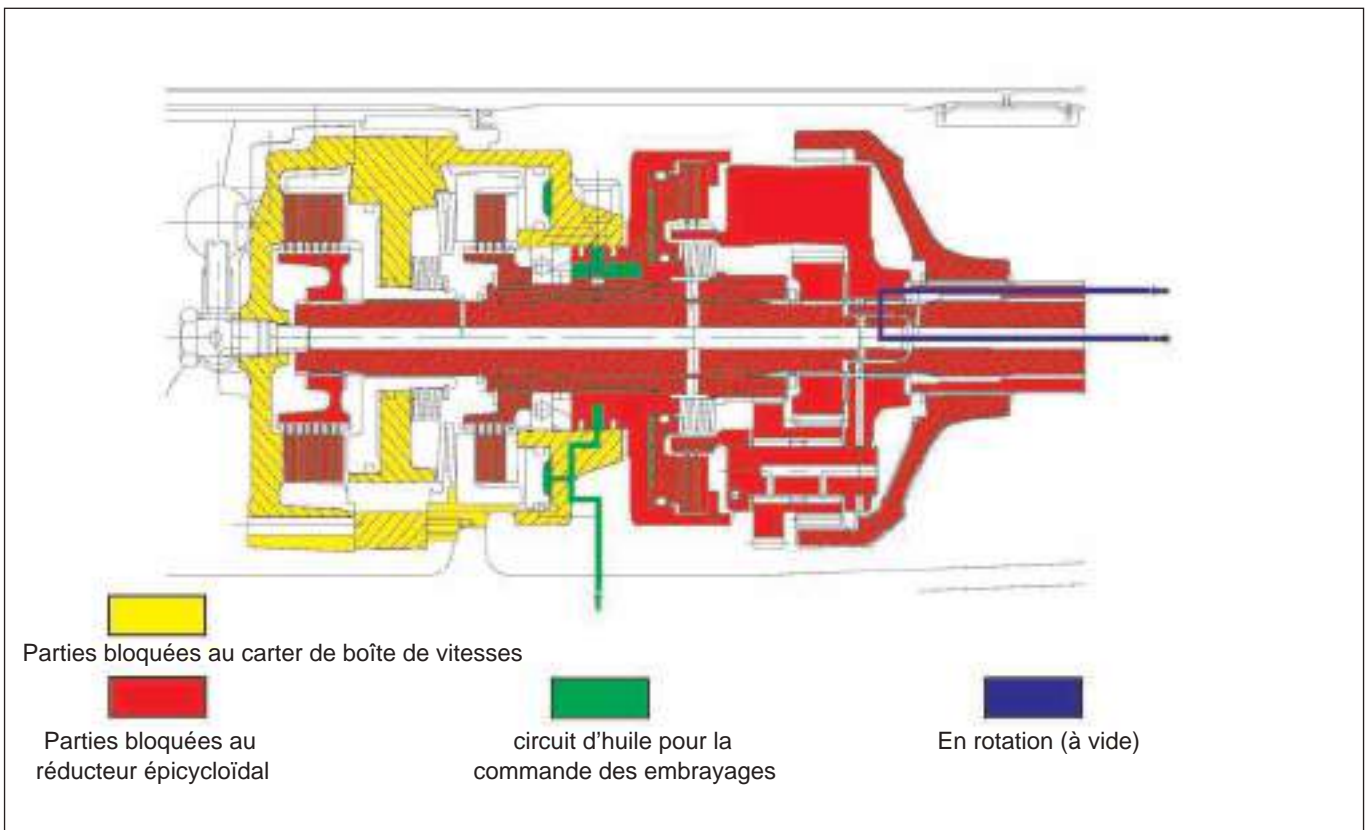 Parties bloquées au carter de boîte de vitesses
Parties bloquées au
réducteur épicycloïdal
circuit d'huile pour la
commande des embrayages
En rotation (à vide)